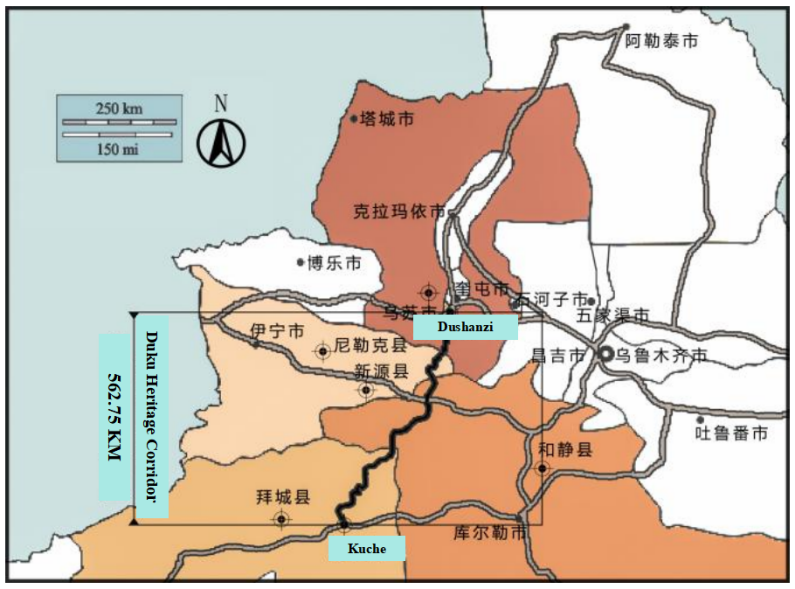 阿勒泰市
250 km
150 mi
N
塔城市
克拉玛依市
博乐市
奎屯市
石河子市
乌苏市
五家渠市
Dushanzi
伊宁市
尼勒克县
昌吉市
乌鲁木齐市
新源县
Duku Heritage Corridor
562.75 KM
吐鲁番市
和静县
拜城县
库尔勒市
Kuche